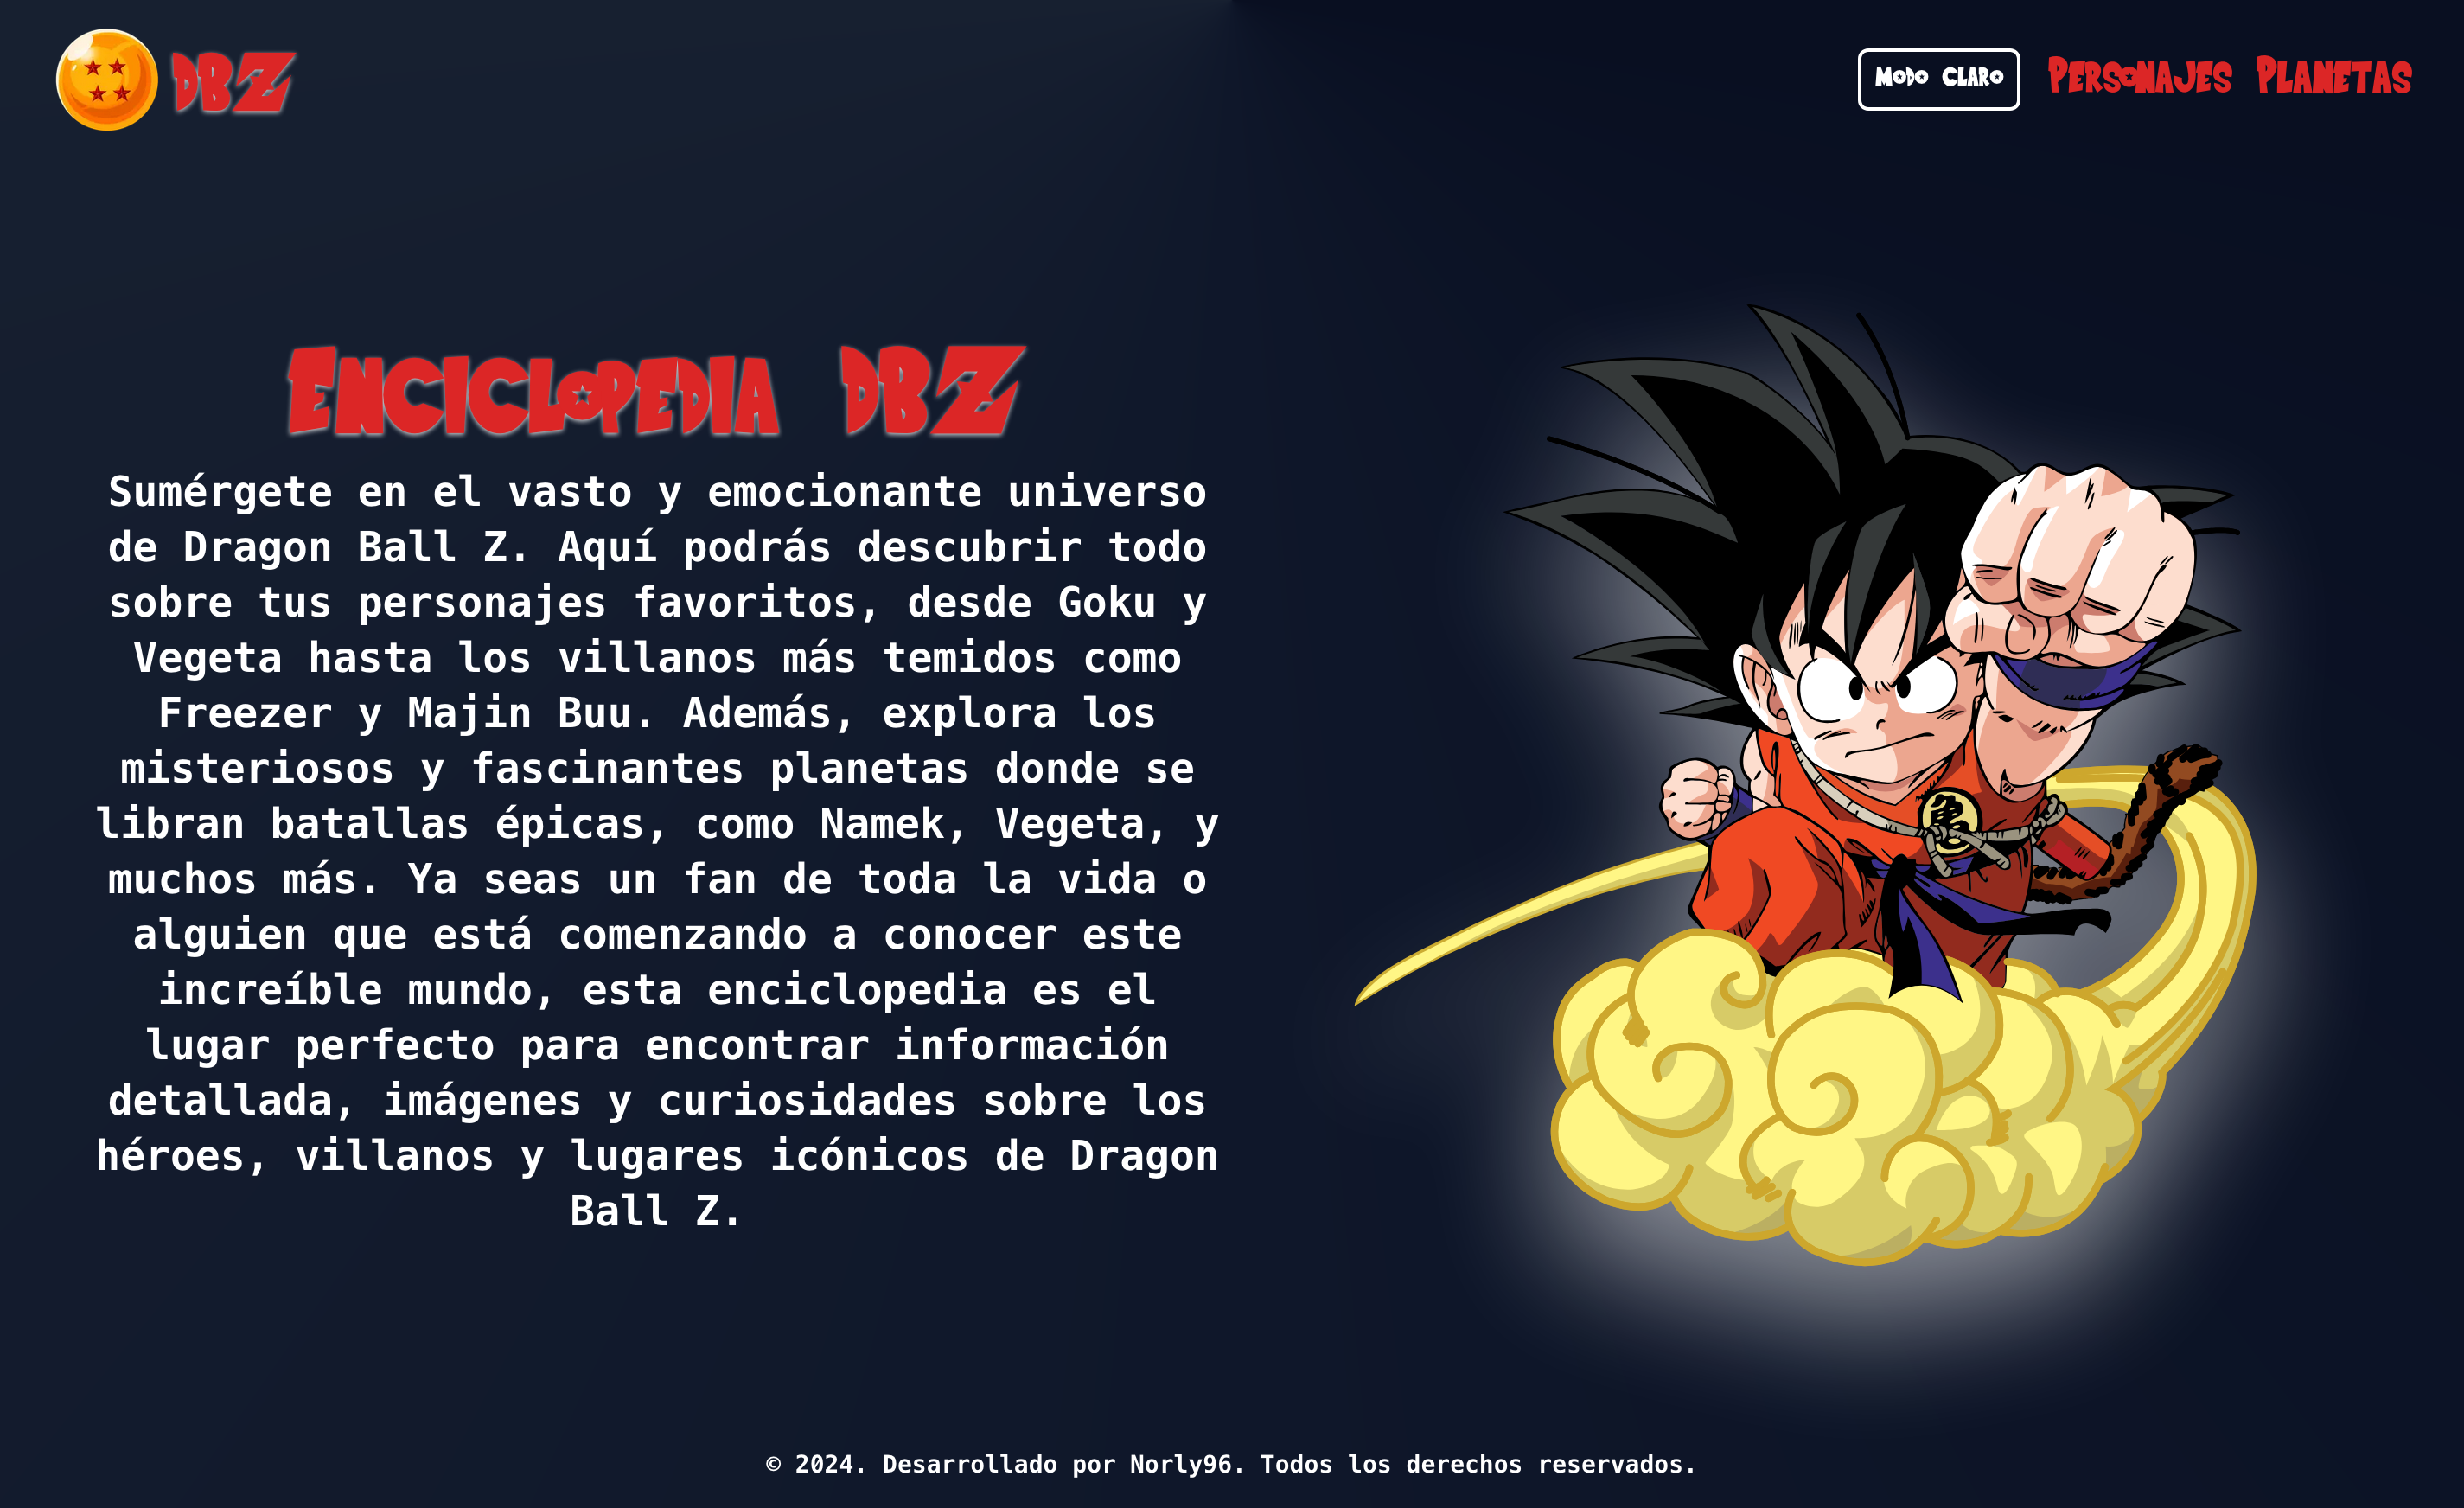 DBZ
Modo Claro
Personajes
Planetas
Enciclopedia DBZ
Sumérgete en el vasto y emocionante universo
de Dragon Ball Z. Aquí podrás descubrir todo
sobre tus personajes favoritos, desde Goku y
Vegeta hasta los villanos más temidos como
Freezer y Majin Buu. Además, explora los
misteriosos y fascinantes planetas donde se
libran batallas épicas, como Namek, Vegeta, y
muchos más. Ya seas un fan de toda la vida o
alguien que está comenzando a conocer este
increíble mundo, esta enciclopedia es el
lugar perfecto para encontrar información
detallada, imágenes y curiosidades sobre los
héroes, villanos y lugares icónicos de Dragon
Ball Z.
亀
© 2024. Desarrollado por Norly96. Todos los derechos reservados.